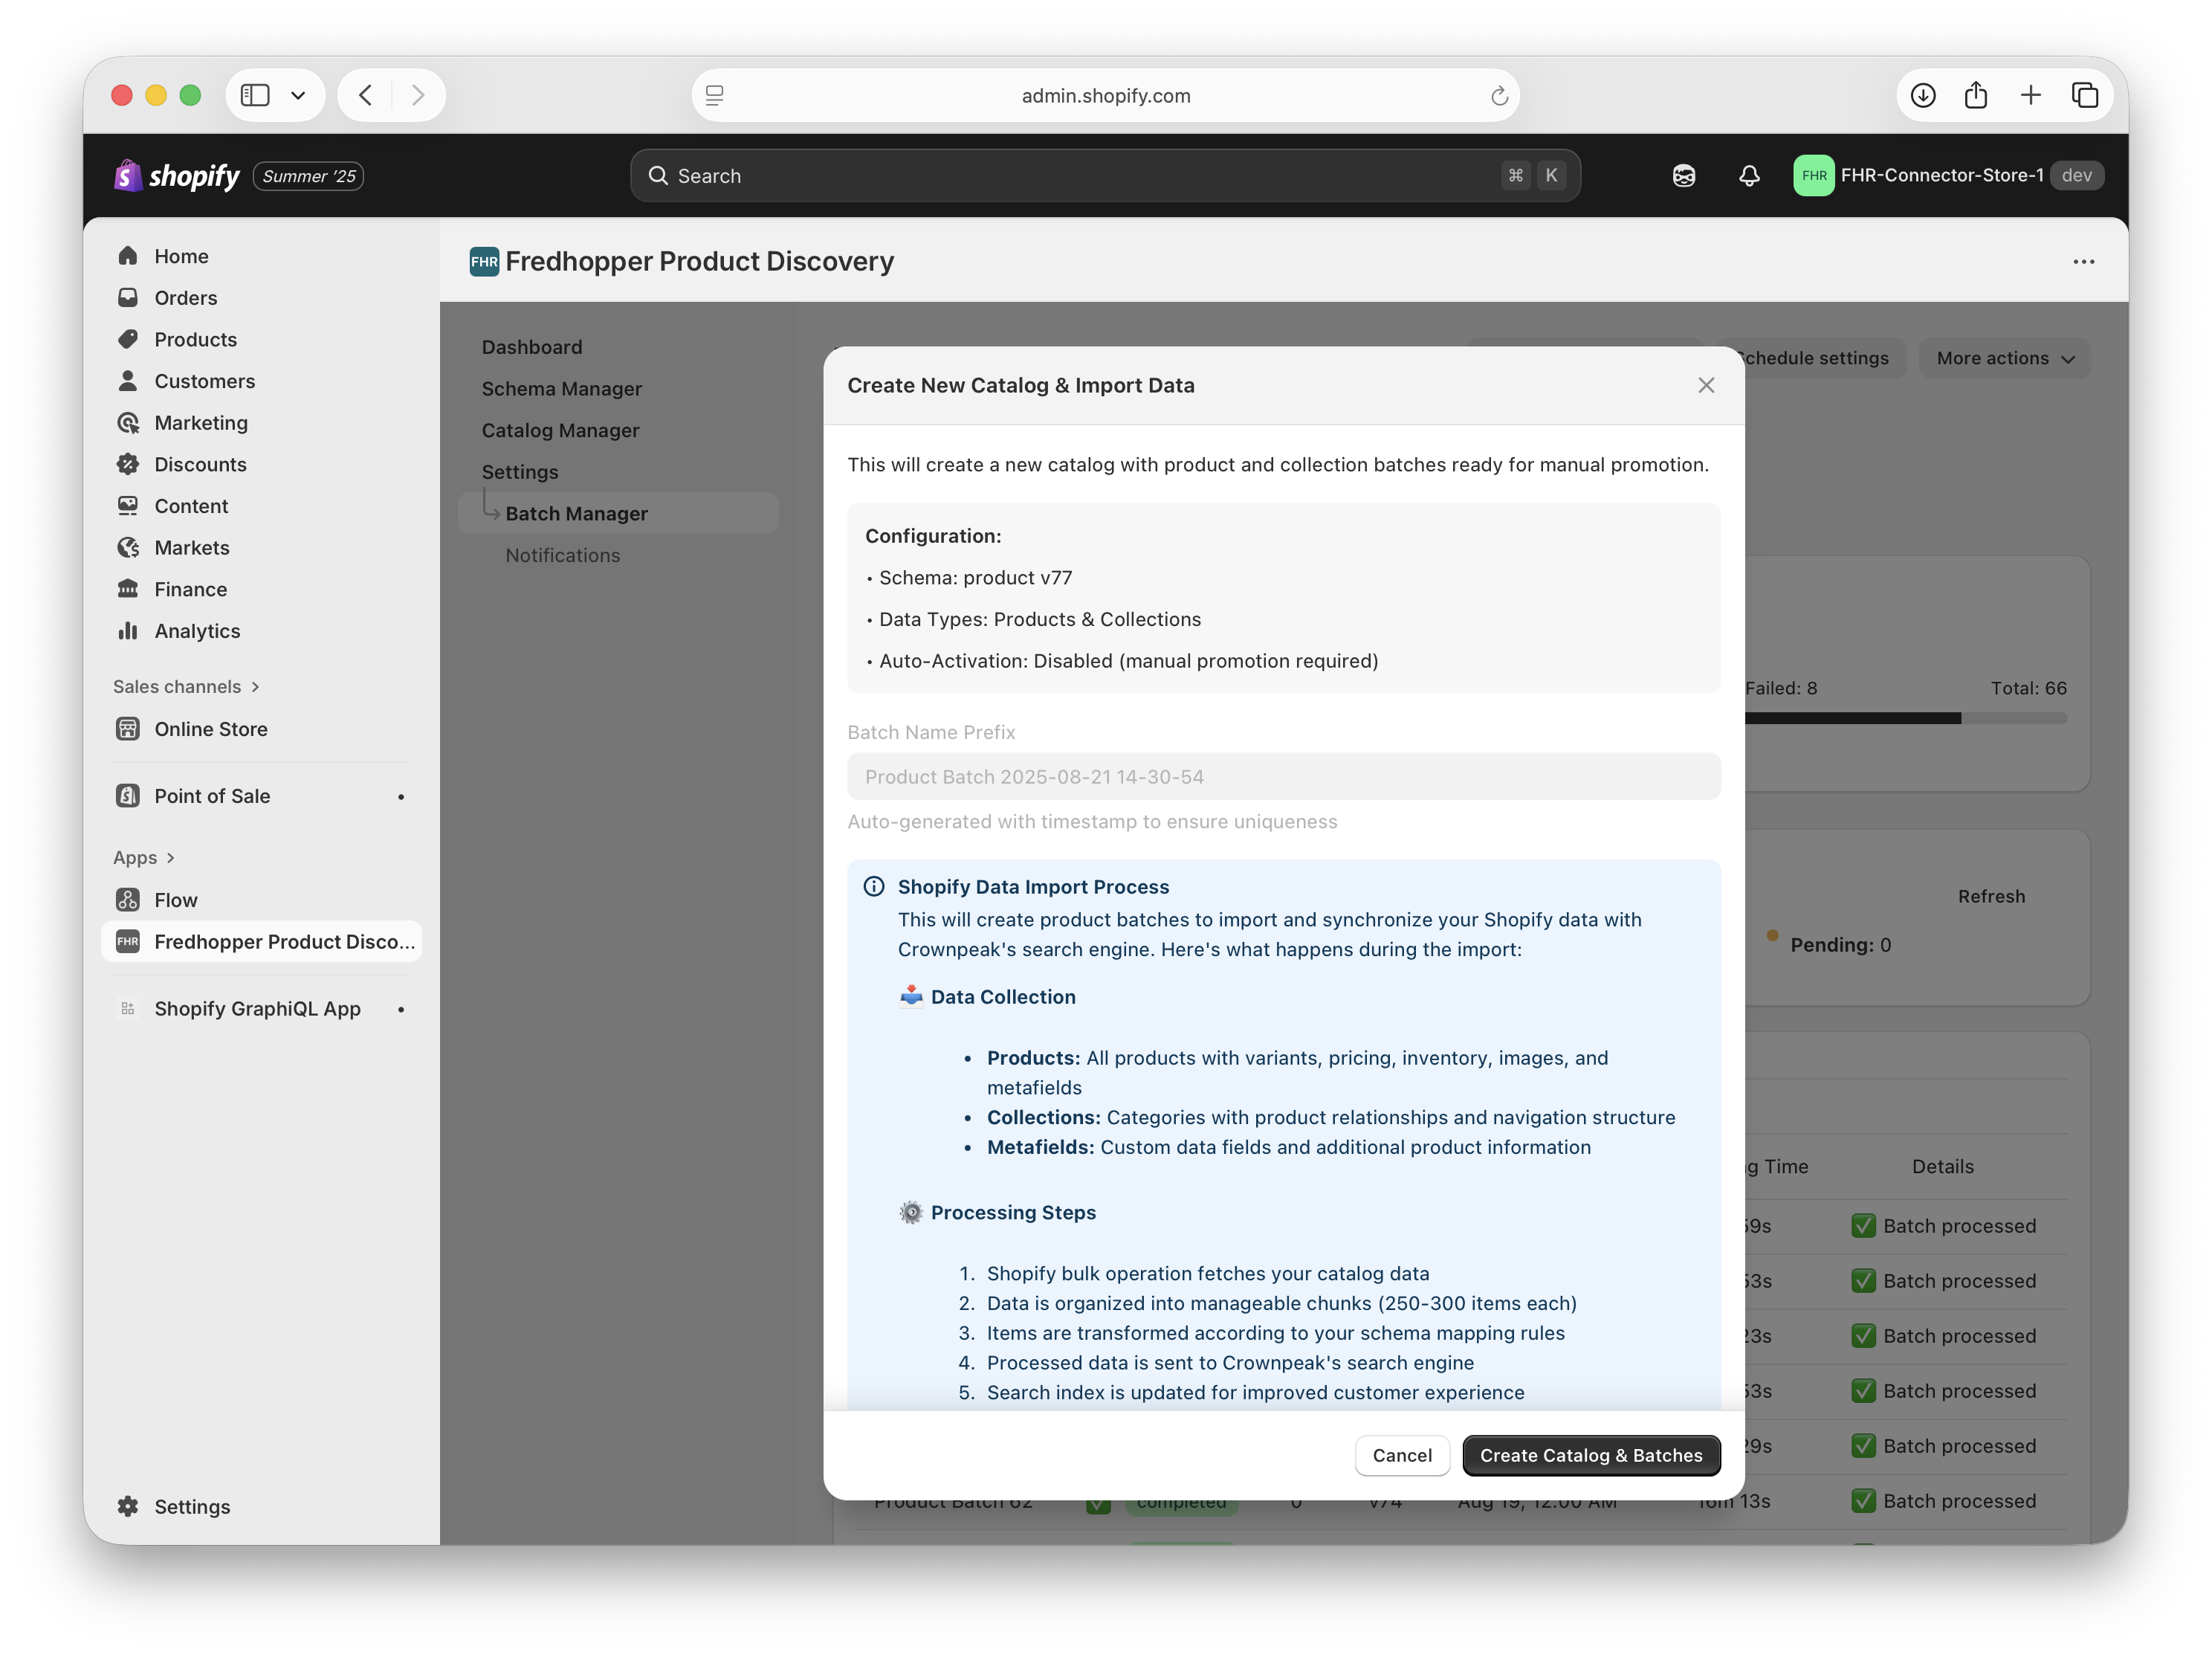 admin.shopify.com
shopify
Summer '25
Search
⌘ K
FHR
FHR-Connector-Store-1
dev
Home
Orders
Products
Customers
Marketing
Discounts
Content
Markets
Finance
Analytics
Sales channels
Online Store
Point of Sale
Apps
Flow
FHR
Fredhopper Product Disco...
Shopify GraphiQL App
Settings
FHR
Fredhopper Product Discovery
Dashboard
Schema Manager
Catalog Manager
Settings
Batch Manager
Notifications
Schedule settings
More actions
Create New Catalog & Import Data
This will create a new catalog with product and collection batches ready for manual promotion.
Configuration:
• Schema: product v77
• Data Types: Products & Collections
• Auto-Activation: Disabled (manual promotion required)
Batch Name Prefix
Product Batch 2025-08-21 14-30-54
Auto-generated with timestamp to ensure uniqueness
Shopify Data Import Process
This will create product batches to import and synchronize your Shopify data with
Crownpeak's search engine. Here's what happens during the import:
Data Collection
• Products: All products with variants, pricing, inventory, images, and
metafields
• Collections: Categories with product relationships and navigation structure
• Metafields: Custom data fields and additional product information
Processing Steps
1. Shopify bulk operation fetches your catalog data
2. Data is organized into manageable chunks (250-300 items each)
3. Items are transformed according to your schema mapping rules
4. Processed data is sent to Crownpeak's search engine
5. Search index is updated for improved customer experience
Cancel
Create Catalog & Batches
Failed: 8
Total: 66
Refresh
Pending: 0
Time
Details
Batch processed
Batch processed
Batch processed
Batch processed
Batch processed
Product Batch 62 completed 0 v74 Aug 19, 12:00 AM 16m 13s Batch processed